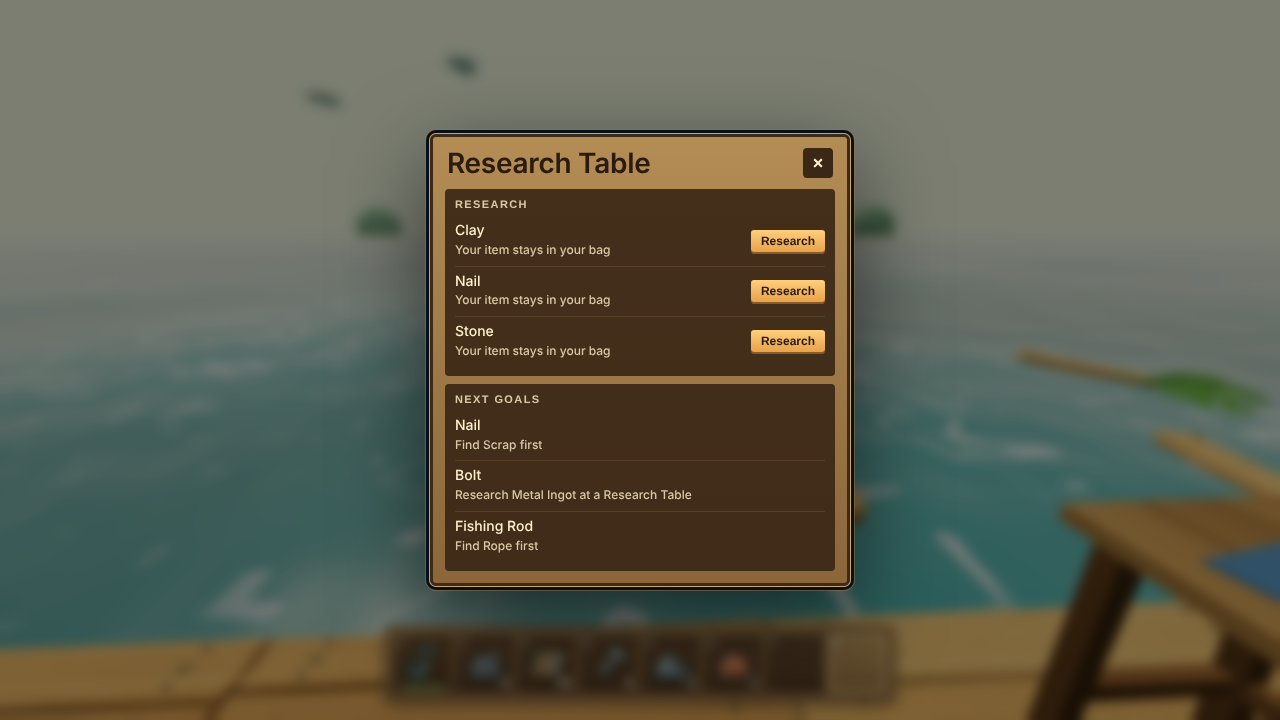 Research Table
×
RESEARCH
Clay
Your item stays in your bag
Research
Nail
Your item stays in your bag
Research
Stone
Your item stays in your bag
Research
NEXT GOALS
Nail
Find Scrap first
Bolt
Research Metal Ingot at a Research Table
Fishing Rod
Find Rope first